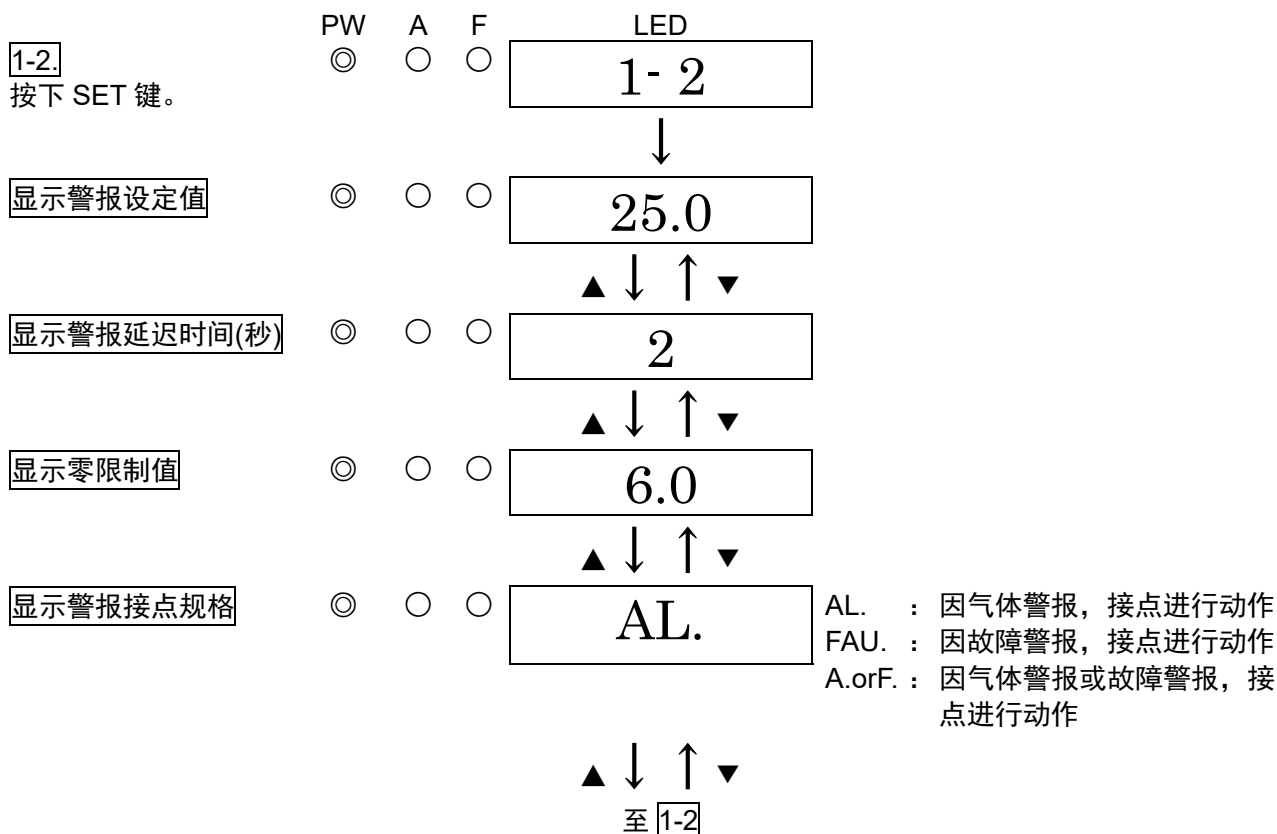 PW A F LED
1-2. ◎ ○ ○ 1- 2
按下 SET 键。
↓
显示警报设定值 ◎ ○ ○ 25.0
▲ ↓ ↑ ▼
显示警报延迟时间(秒) ◎ ○ ○ 2
▲ ↓ ↑ ▼
显示零限制值 ◎ ○ ○ 6.0
▲ ↓ ↑ ▼
显示警报接点规格 ◎ ○ ○ AL. AL. ：因气体警报，接点进行动作
FAU. ：因故障警报，接点进行动作
A.orF. ：因气体警报或故障警报，接
点进行动作
▲ ↓ ↑ ▼
至 1-2